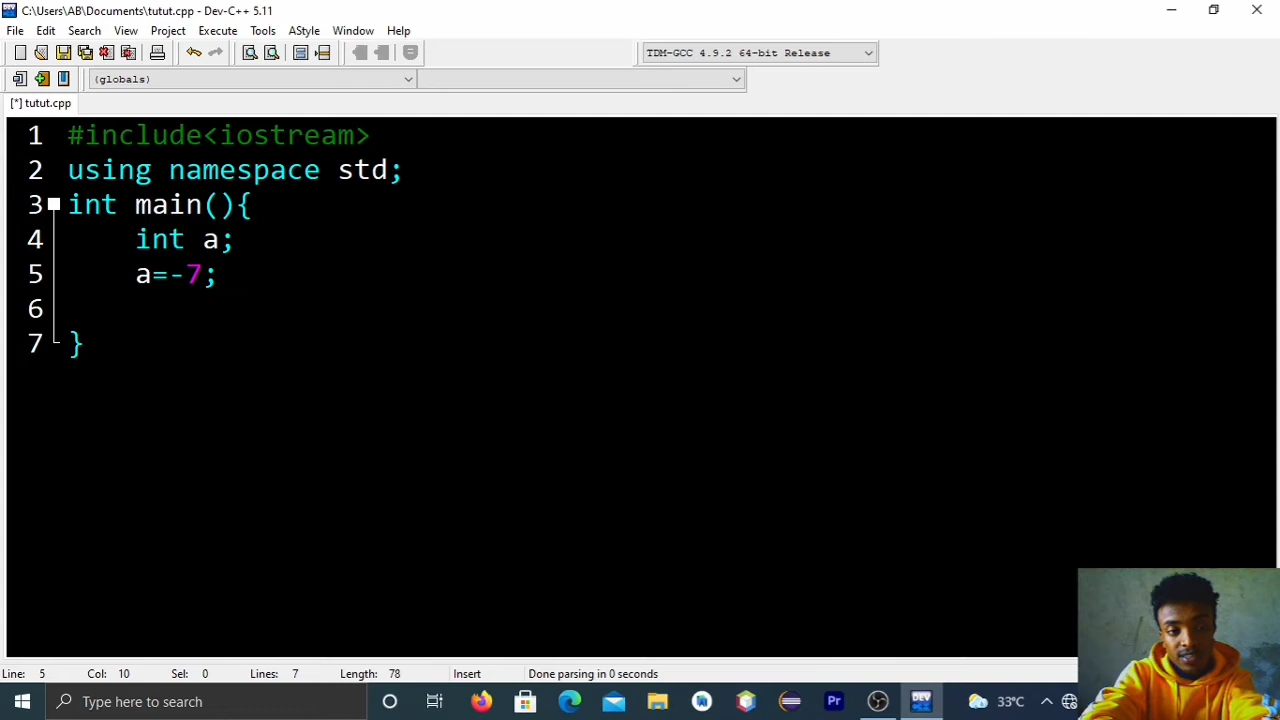 C:\Users\AB\Documents\tutut.cpp - Dev-C++ 5.11
File Edit Search View Project Execute Tools AStyle Window Help
TDM-GCC 4.9.2 64-bit Release
(globals)
[*] tutut.cpp
1 #include<iostream>
2 using namespace std;
3 int main(){
4 int a;
5 a=-7;
6
7 }
Line: 5 Col: 10 Sel: 0 Lines: 7 Length: 78 Insert Done parsing in 0 seconds
Type here to search Pr DEV 33°C